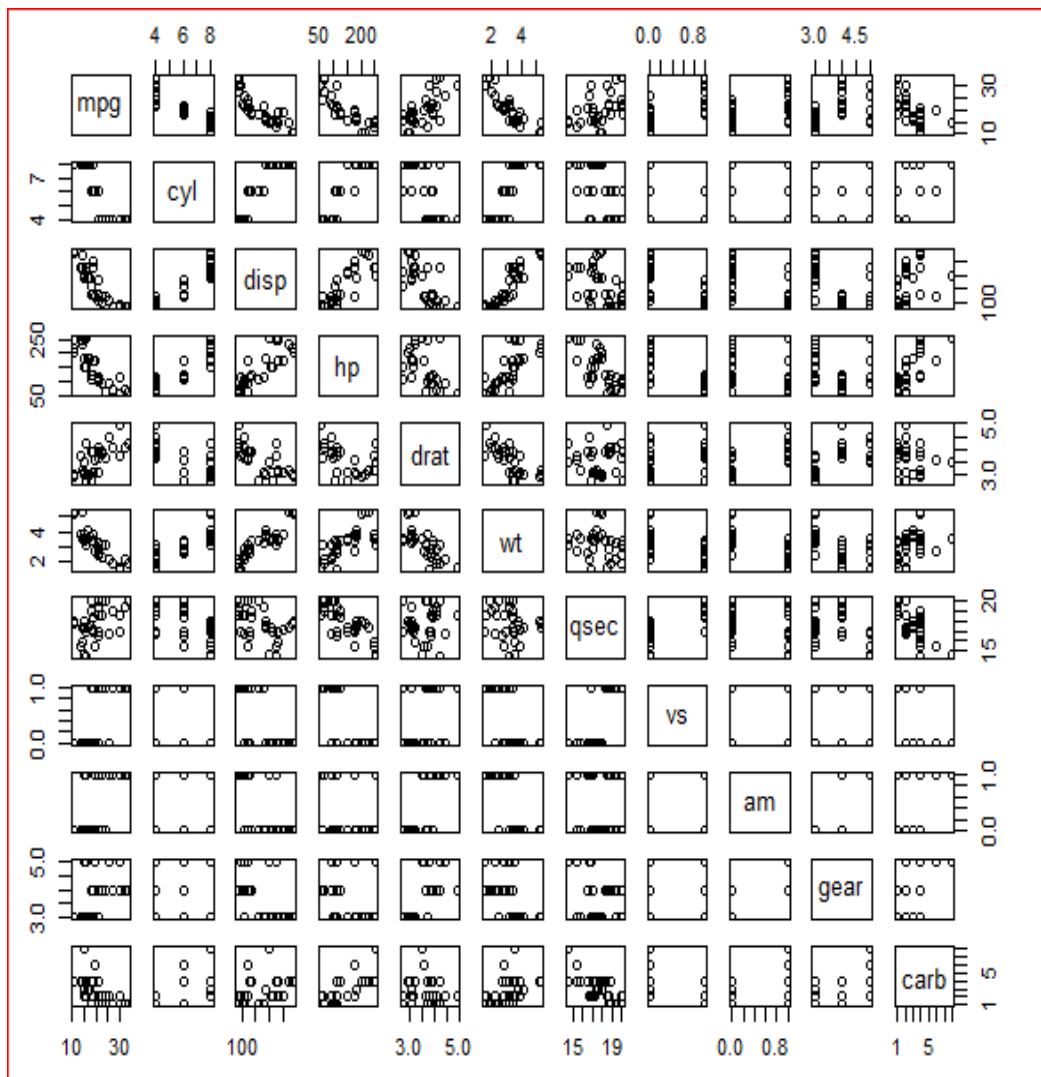 4 6 8 50 200 2 4 0.0 0.8 3.0 4.5
mpg 10 30
4 7 cyl
disp 100
50 250 hp
drat 3.0 5.0
2 4 wt
qsec 15 20
0.0 1.0 vs
am 0.0 1.0
3.0 5.0 gear
carb 1 5
10 30 100 3.0 5.0 15 19 0.0 0.8 1 5